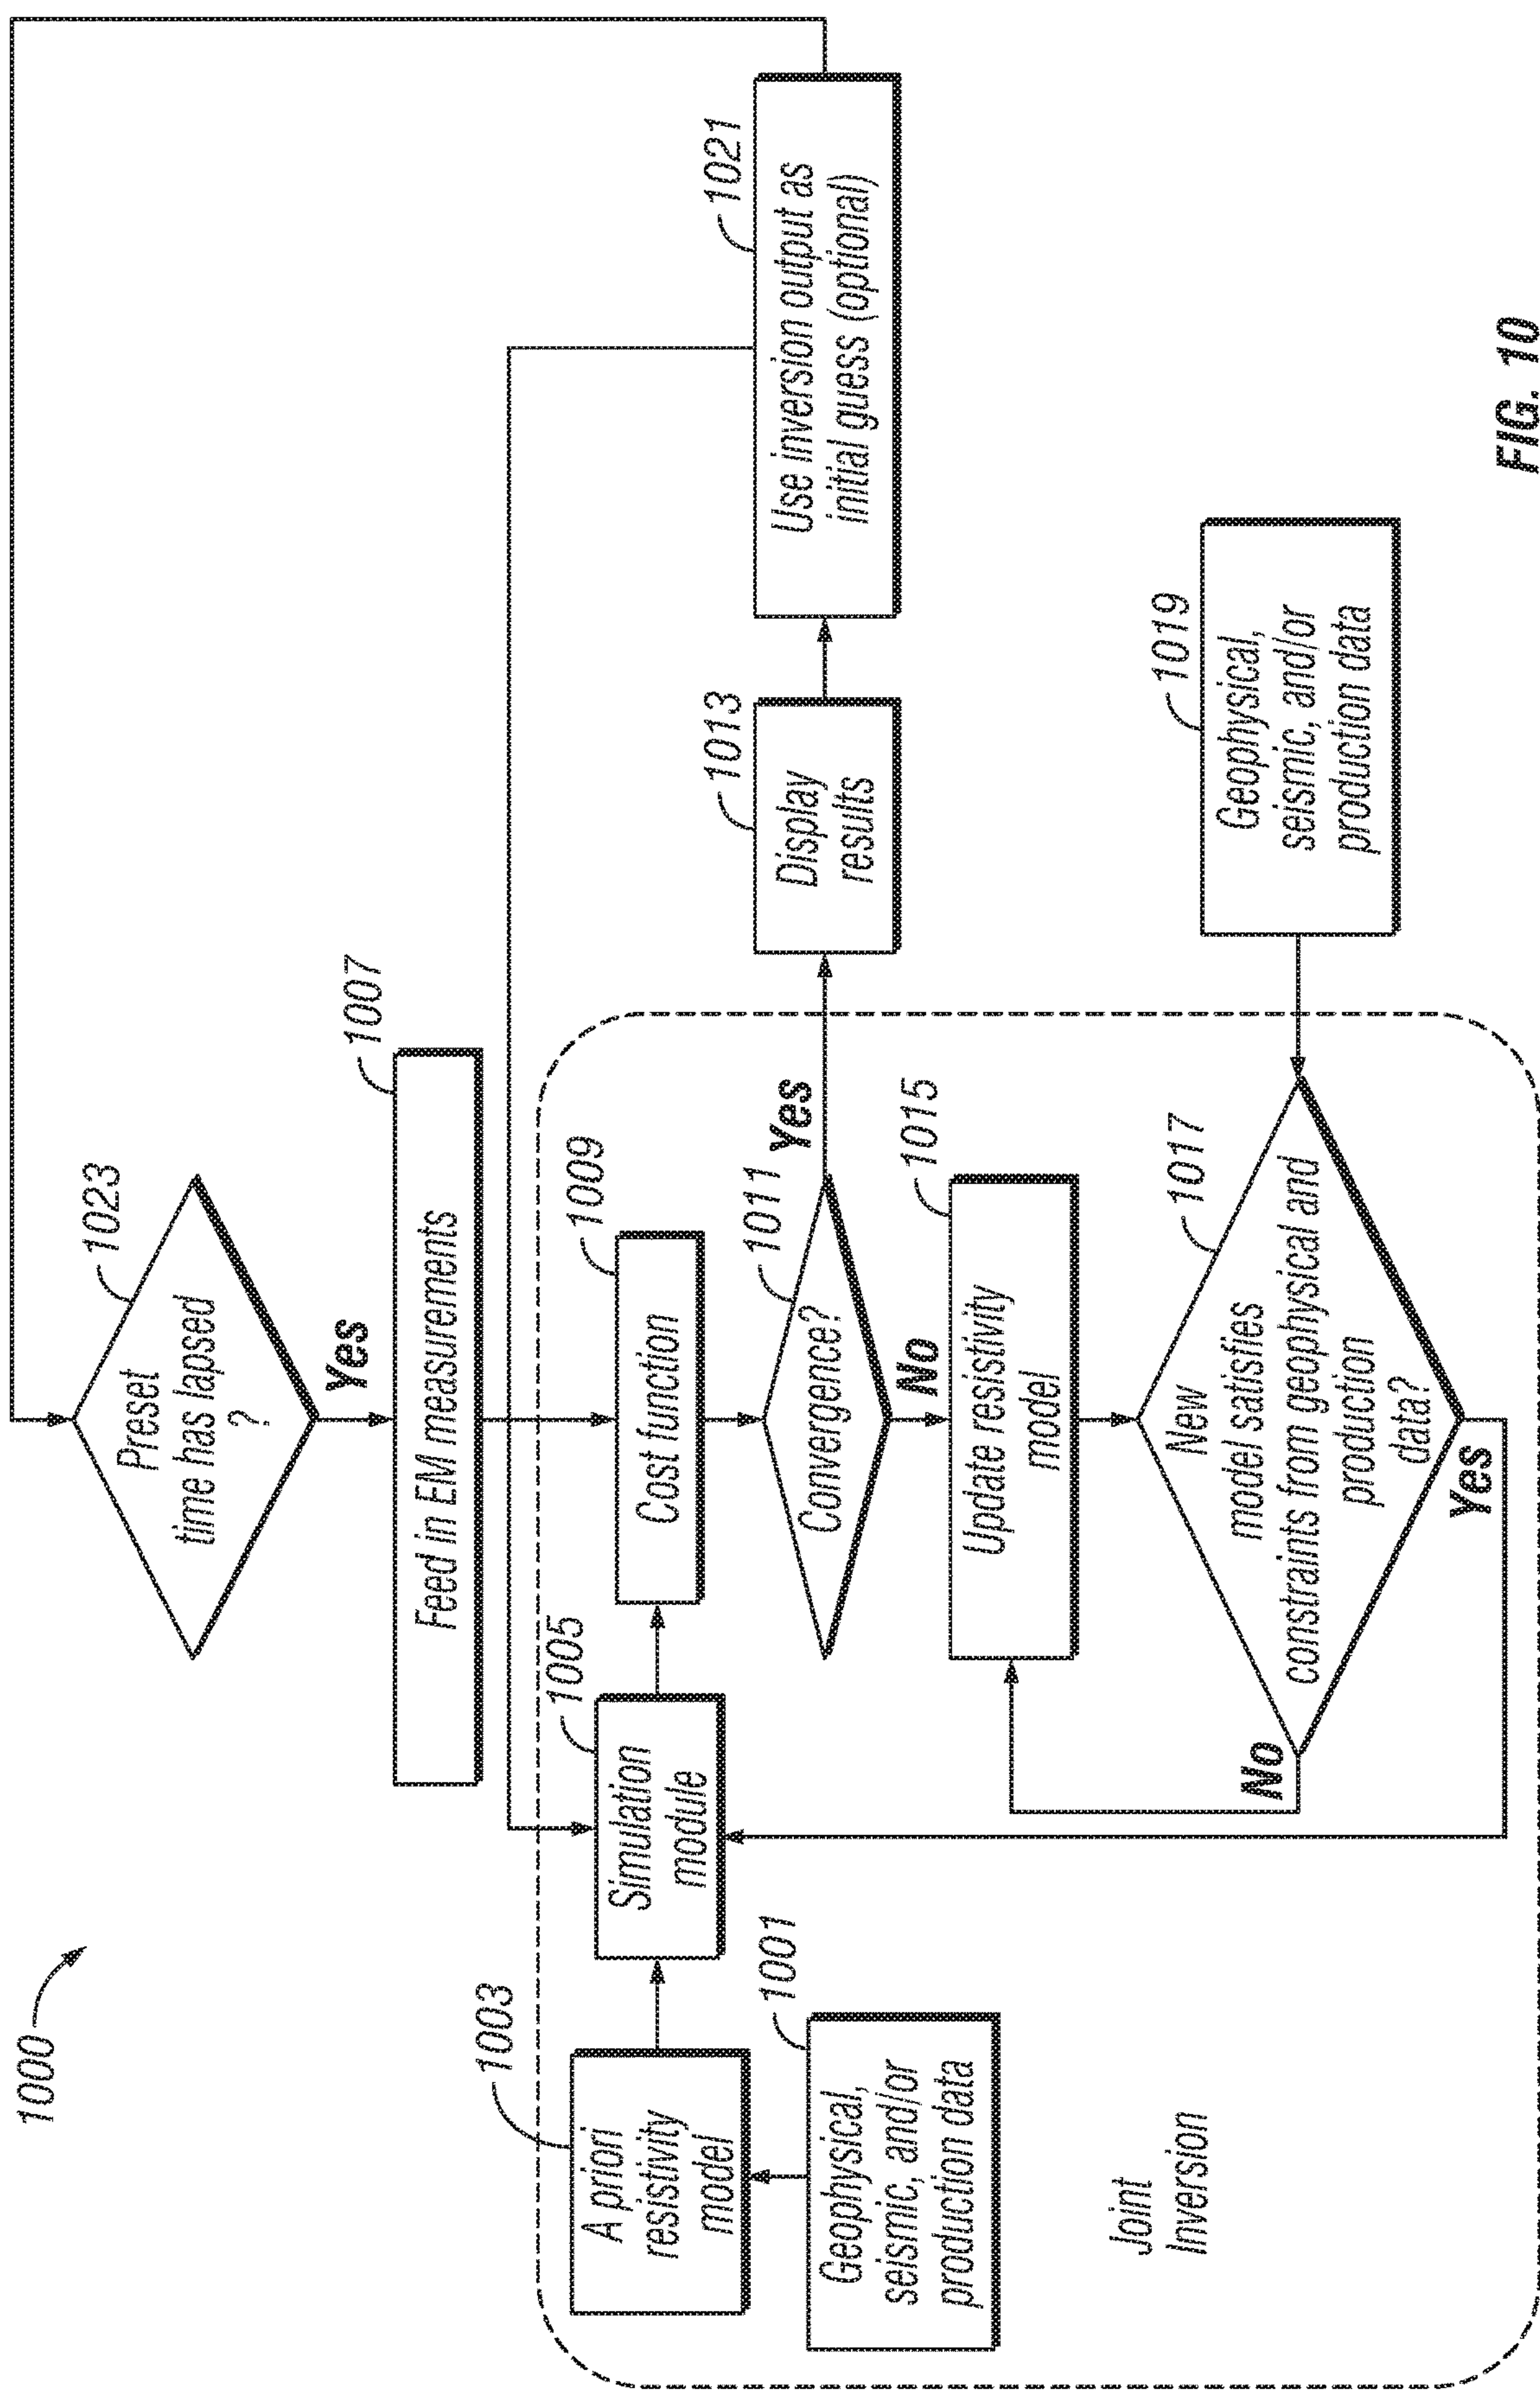 1000
1023
Preset
time has lapsed
?
Yes
1007
Feed in EM measurements
1003
A priori
resistivity
model
1005
Simulation
module
1009
Cost function
1001
Geophysical,
seismic, and/or
production data
1011
Convergence?
Yes
No
1013
Display
results
1021
Use inversion output as
initial guess (optional)
1015
Update resistivity
model
1017
New
model satisfies
constraints from geophysical and
production
data?
No
Yes
1019
Geophysical,
seismic, and/or
production data
Joint
Inversion
FIG. 10